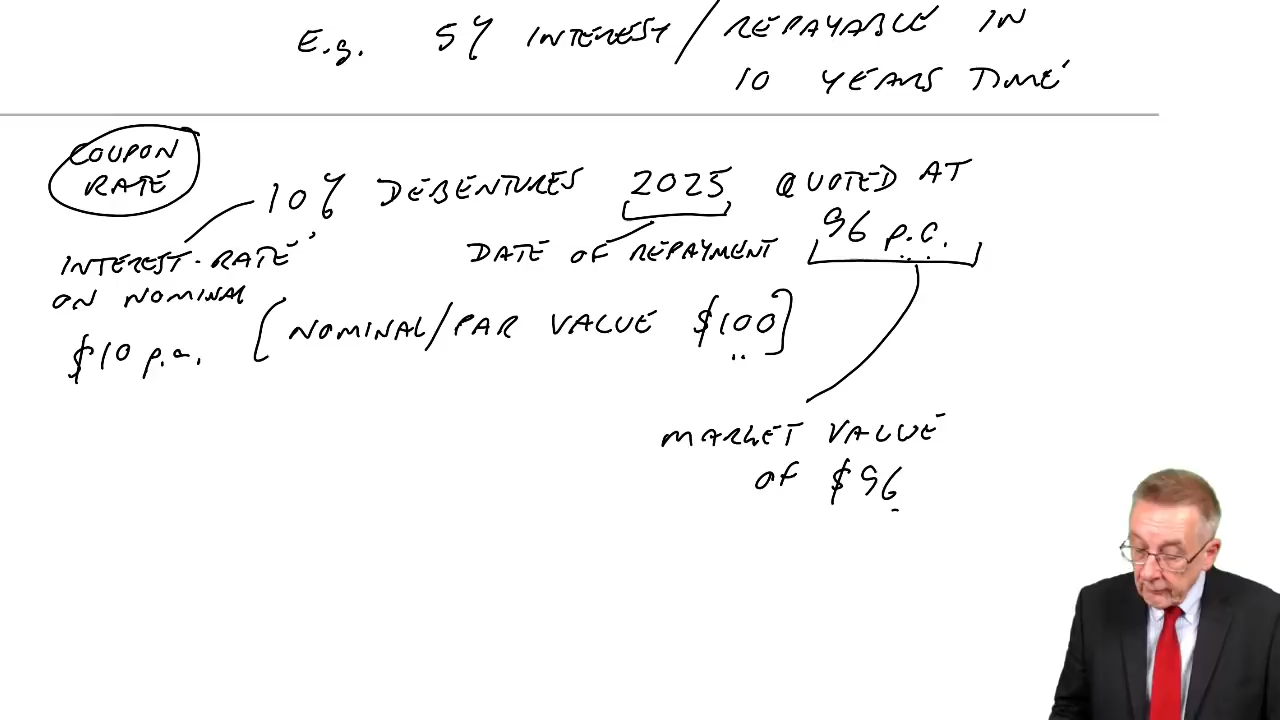 E.g. 5% INTEREST / REPAYABLE IN
10 YEARS TIME
COUPON
RATE
10% DEBENTURES 2025 QUOTED AT
96 p.c.
INTEREST RATE
ON NOMINAL
DATE OF REPAYMENT
$10 p.a. [NOMINAL/PAR VALUE $100]
MARKET VALUE
OF $96